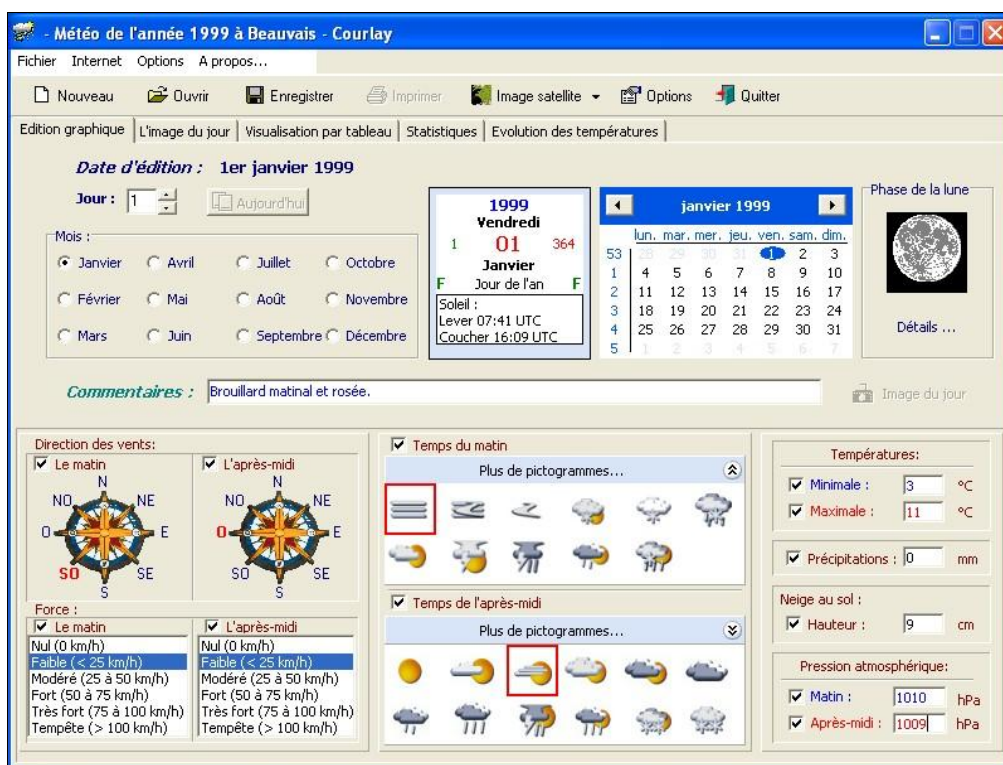 - Météo de l'année 1999 à Beauvais - Courlay
Fichier Internet Options A propos...
Nouveau Ouvrir Enregistrer Imprimer Image satellite Options Quitter
Edition graphique L'image du jour Visualisation par tableau Statistiques Evolution des températures
Date d'édition : 1er janvier 1999
Jour : 1 Aujourd'hui
Mois :
Janvier Avril Juillet Octobre
Février Mai Août Novembre
Mars Juin Septembre Décembre
1999
Vendredi
1 01 364
Janvier
F Jour de l'an F
Soleil :
Lever 07:41 UTC
Coucher 16:09 UTC
janvier 1999
lun. mar. mer. jeu. ven. sam. dim.
53 28 29 30 31 1 2 3
1 4 5 6 7 8 9 10
2 11 12 13 14 15 16 17
3 18 19 20 21 22 23 24
4 25 26 27 28 29 30 31
5 1 2 3 4 5 6 7
Phase de la lune
Détails ...
Commentaires : Brouillard matinal et rosée.
Image du jour
Direction des vents:
Le matin
N
NO NE
O E
SO SE
S
L'après-midi
N
NO NE
O E
SO SE
S
Force :
Le matin
Nul (0 km/h)
Faible (< 25 km/h)
Modéré (25 à 50 km/h)
Fort (50 à 75 km/h)
Très fort (75 à 100 km/h)
Tempête (> 100 km/h)
L'après-midi
Nul (0 km/h)
Faible (< 25 km/h)
Modéré (25 à 50 km/h)
Fort (50 à 75 km/h)
Très fort (75 à 100 km/h)
Tempête (> 100 km/h)
Temps du matin
Plus de pictogrammes...
Temps de l'après-midi
Plus de pictogrammes...
Températures:
Minimale : 3 °C
Maximale : 11 °C
Précipitations : 0 mm
Neige au sol :
Hauteur : 9 cm
Pression atmosphérique:
Matin : 1010 hPa
Après-midi : 1009 hPa